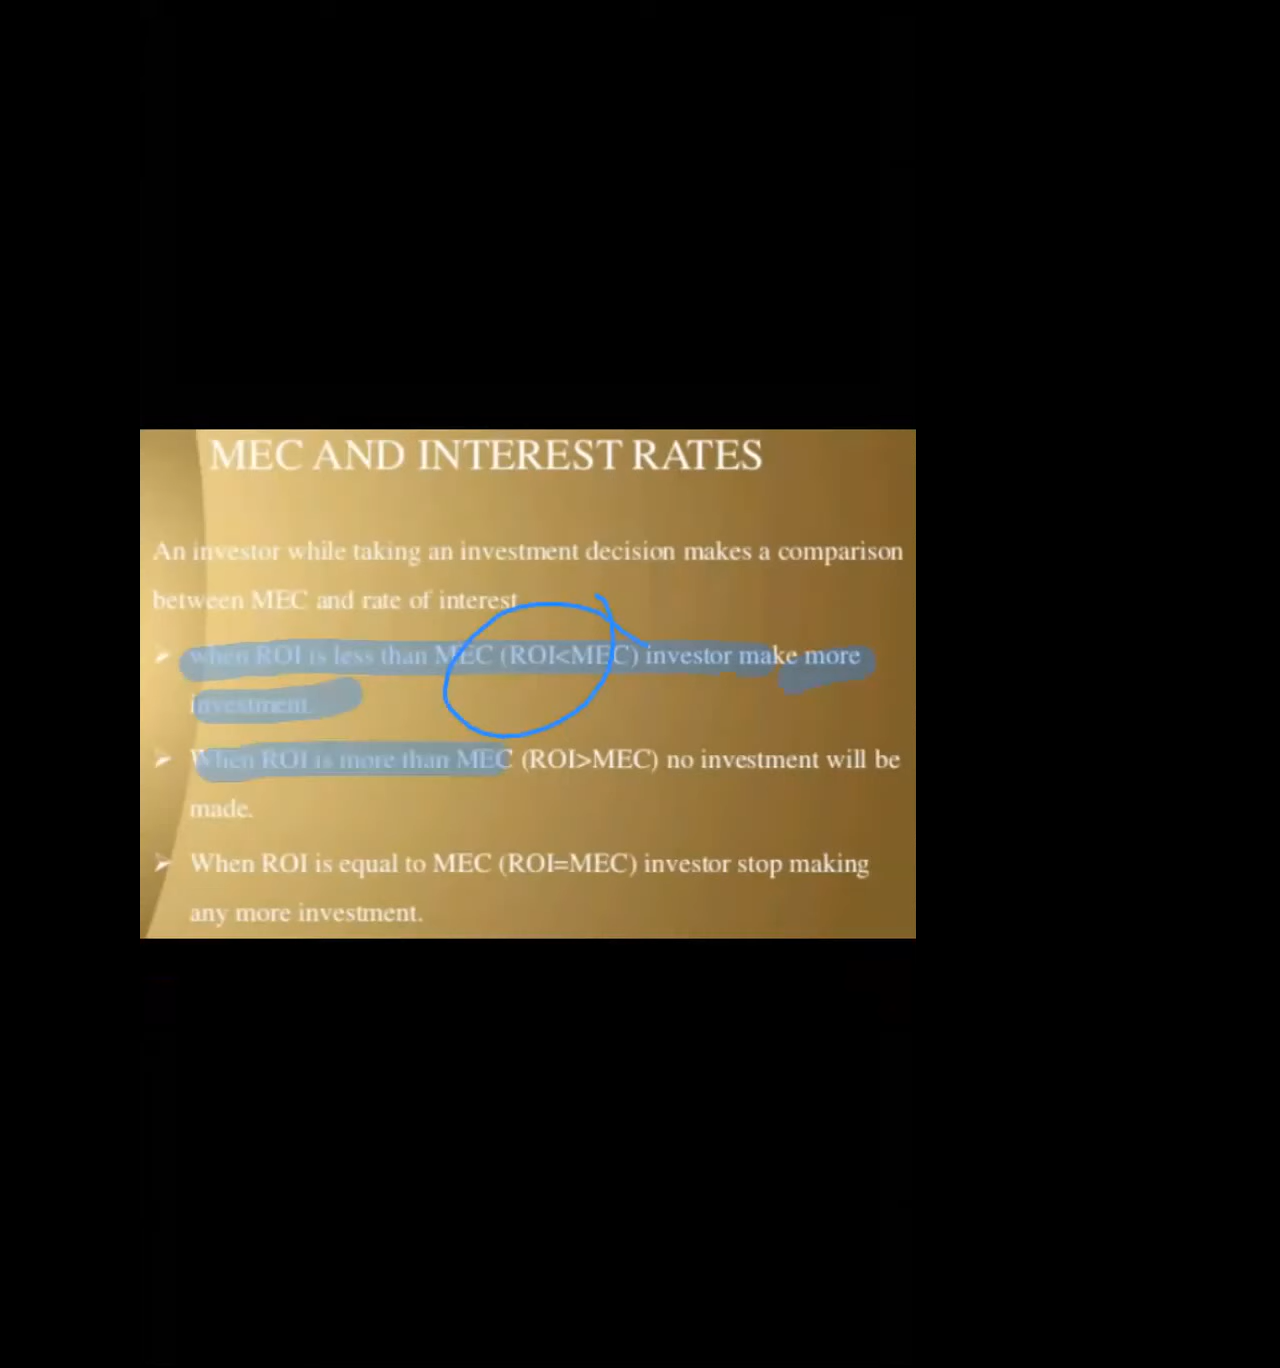 MEC AND INTEREST RATES
An investor while taking an investment decision makes a comparison
between MEC and rate of interest
➢ when ROI is less than MEC (ROI<MEC) investor make more
investment.
➢ When ROI is more than MEC (ROI>MEC) no investment will be
made.
➢ When ROI is equal to MEC (ROI=MEC) investor stop making
any more investment.